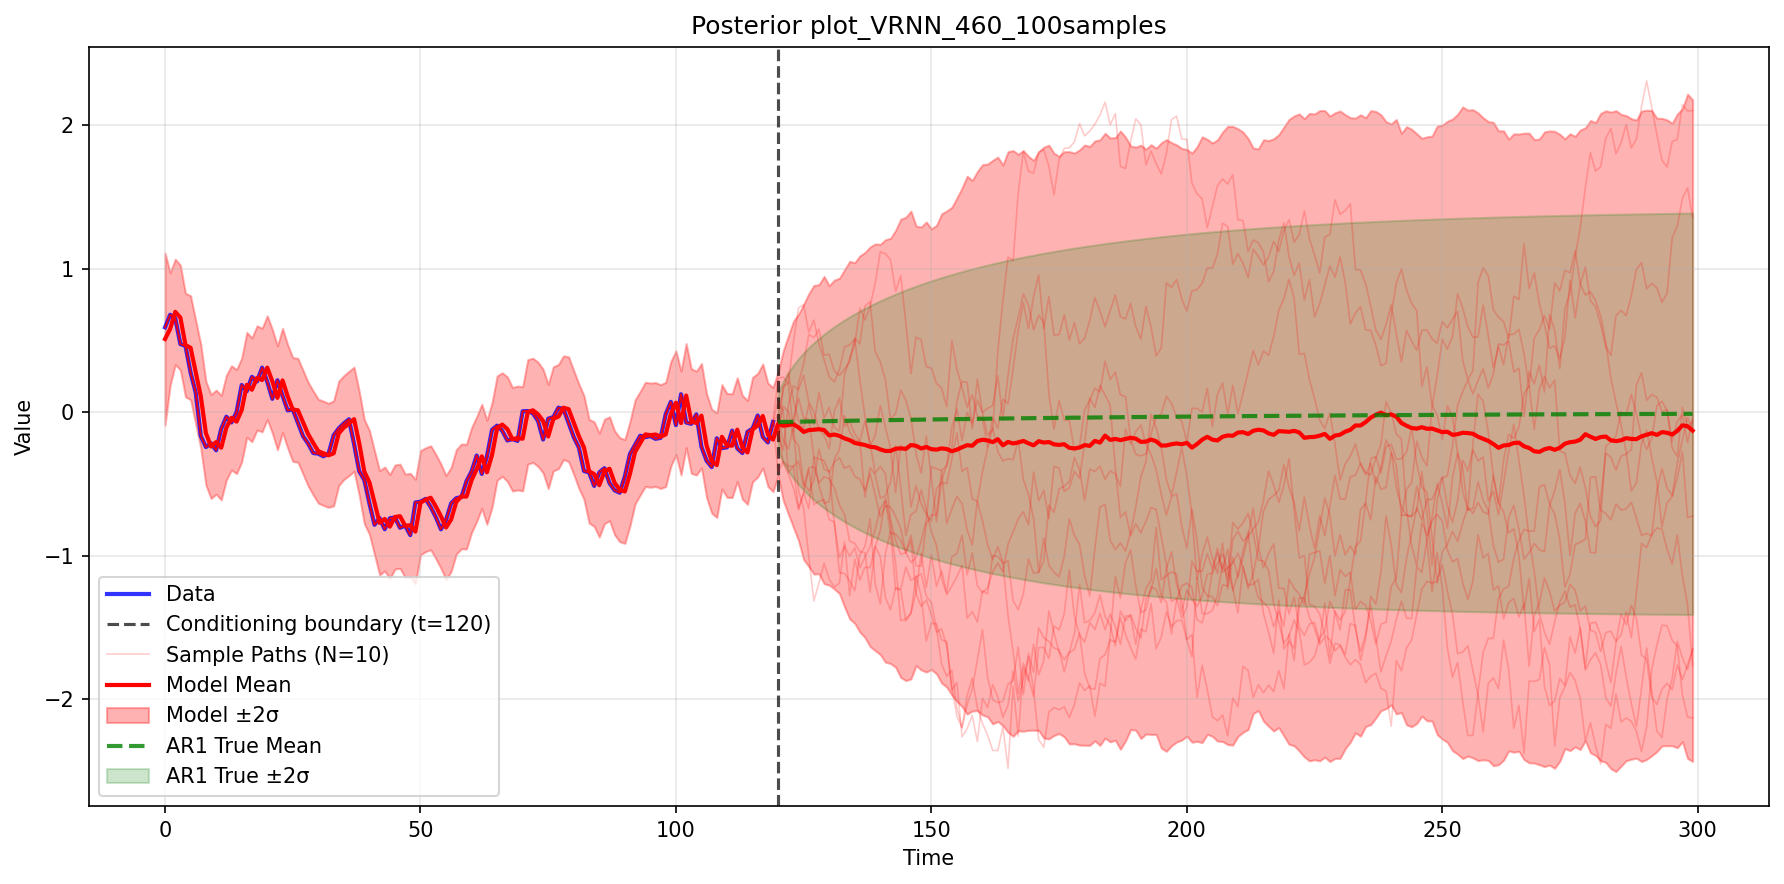 Posterior plot_VRNN_460_100samples
Value
2
1
0
−1
−2
Data
Conditioning boundary (t=120)
Sample Paths (N=10)
Model Mean
Model ±2σ
AR1 True Mean
AR1 True ±2σ
0 50 100 150 200 250 300
Time